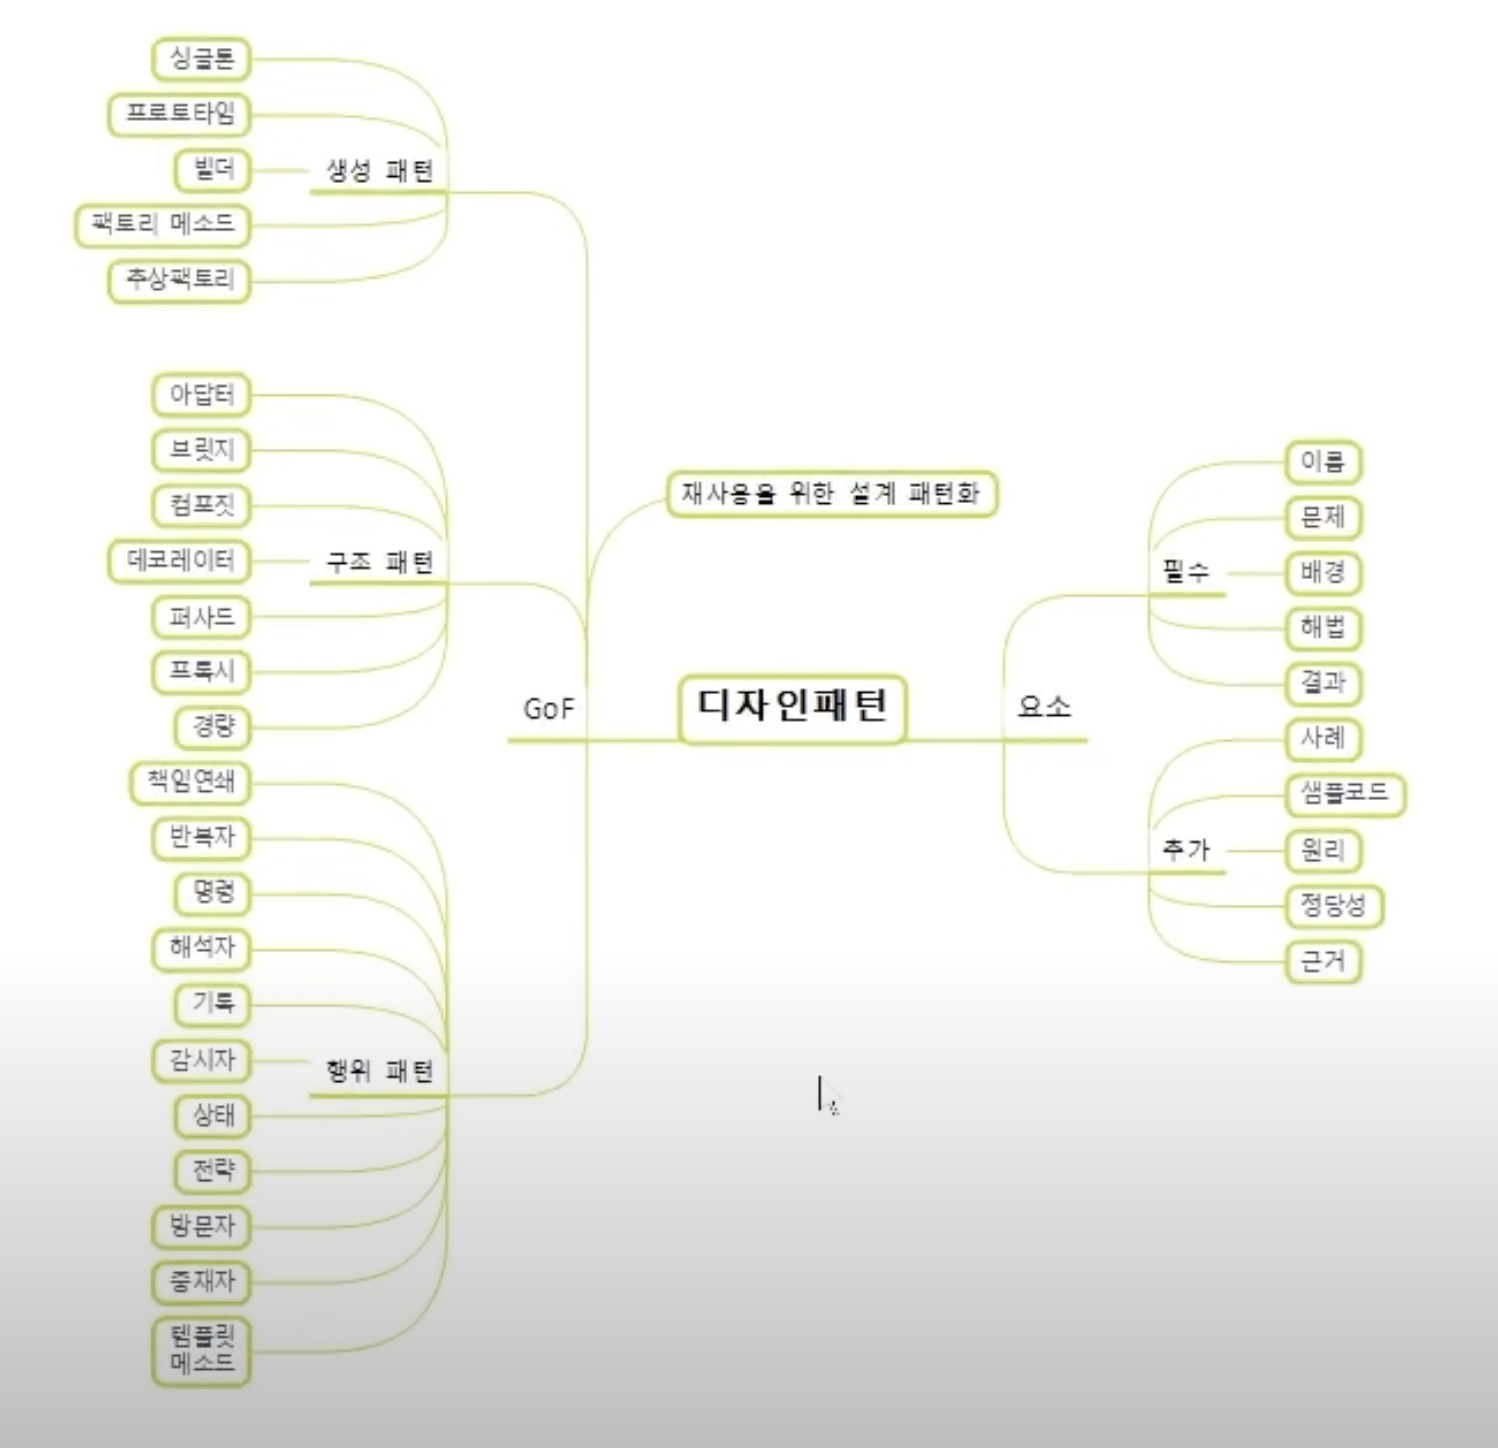 싱글톤
프로토타입
빌더
팩토리 메소드
추상팩토리
생성 패턴
아답터
브릿지
컴포짓
데코레이터
퍼사드
프록시
경량
구조 패턴
책임연쇄
반복자
명령
해석자
기록
감시자
상태
전략
방문자
중재자
템플릿
메소드
행위 패턴
GoF
재사용을 위한 설계 패턴화
디자인패턴
요소
필수
이름
문제
배경
해법
결과
추가
사례
샘플코드
원리
정당성
근거